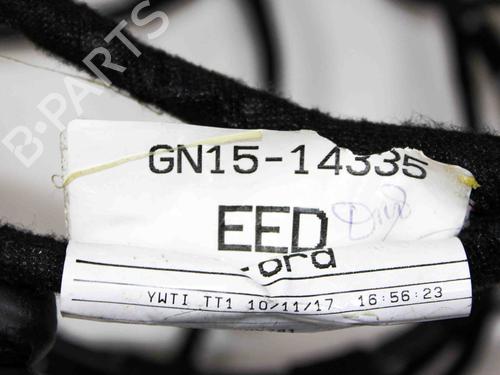 B-PARTS
GN15-14335
EED
.ord
YWTI TT1 10/11/17 16:56:23